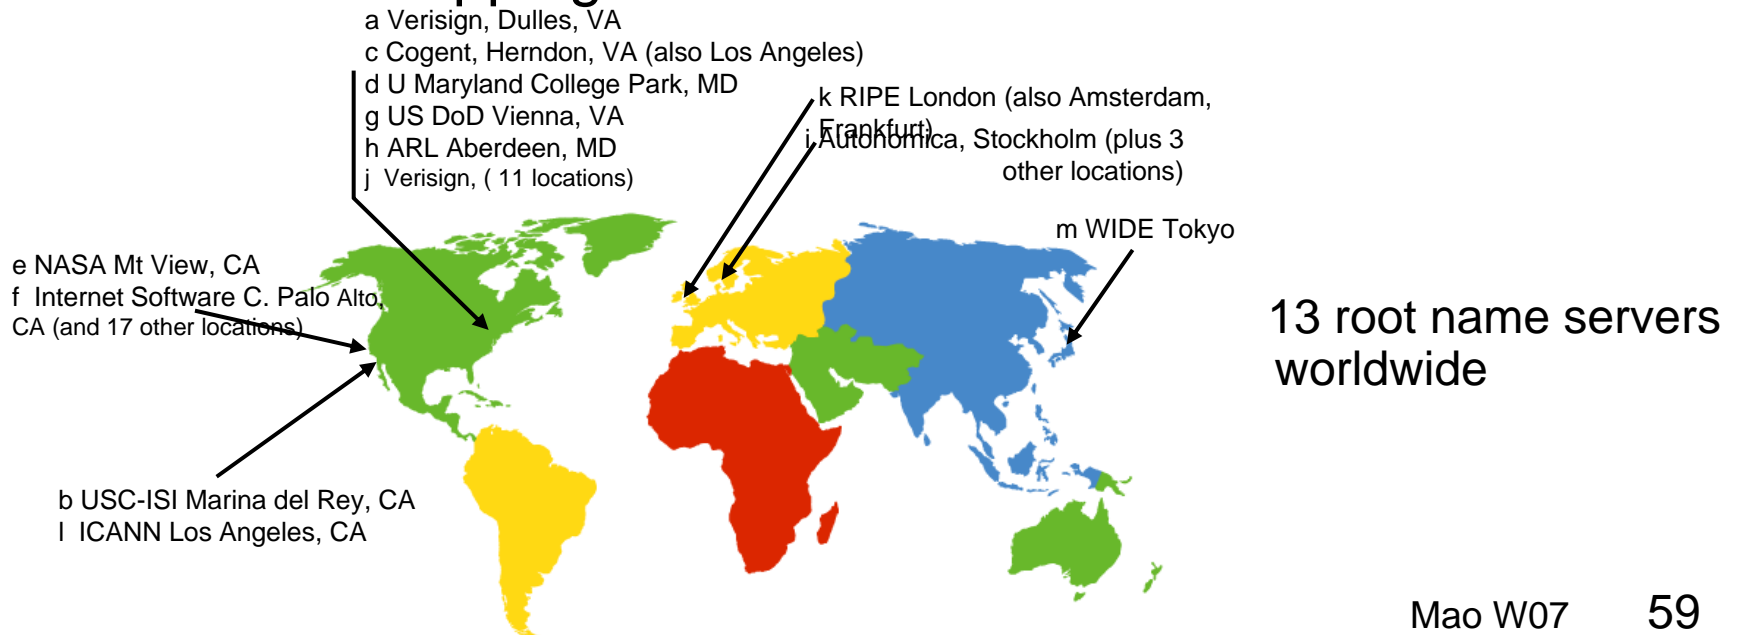 a Verisign, Dulles, VA
c Cogent, Herndon, VA (also Los Angeles)
d U Maryland College Park, MD
g US DoD Vienna, VA
h ARL Aberdeen, MD
j Verisign, ( 11 locations)
k RIPE London (also Amsterdam,
Frankfurt)
i Autonomica, Stockholm (plus 3
other locations)
m WIDE Tokyo
e NASA Mt View, CA
f Internet Software C. Palo Alto,
CA (and 17 other locations)
13 root name servers
worldwide
b USC-ISI Marina del Rey, CA
l ICANN Los Angeles, CA
Mao W07 59